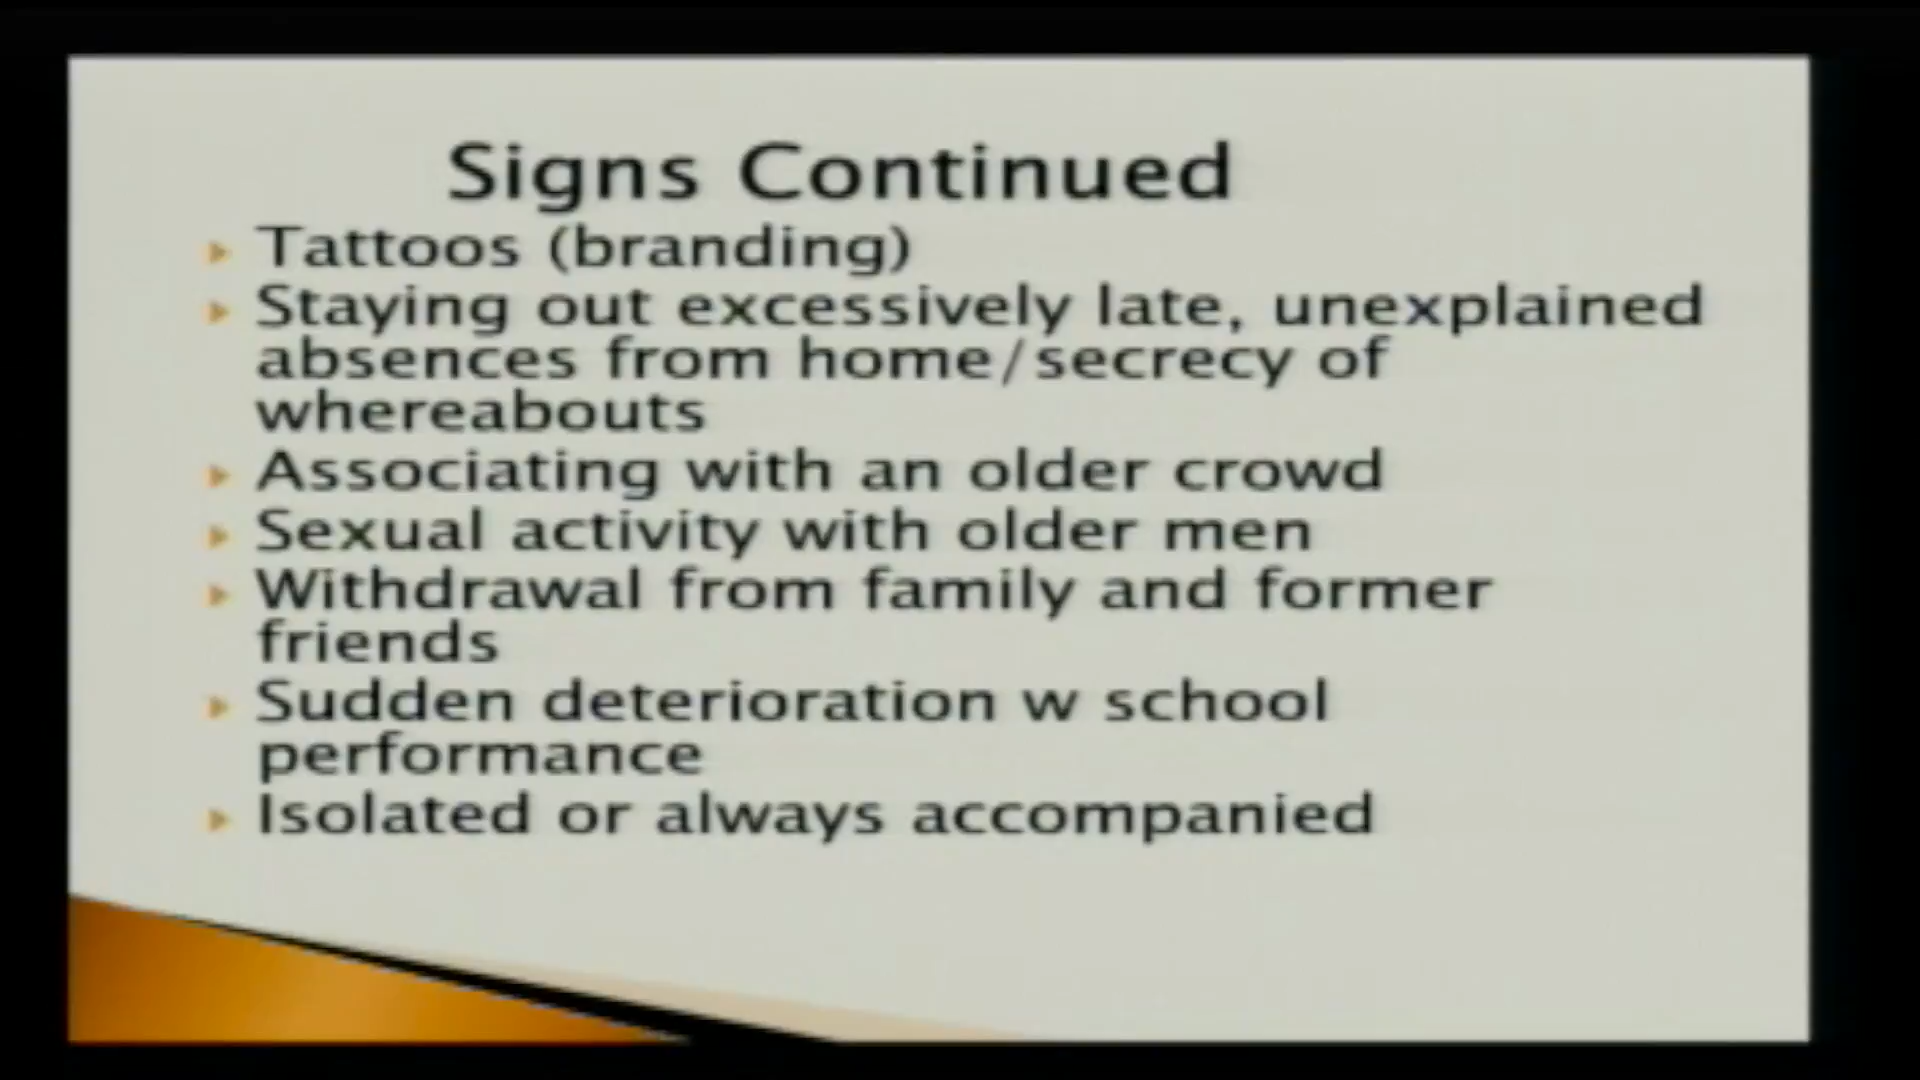 Signs Continued
Tattoos (branding)
Staying out excessively late, unexplained
absences from home/secrecy of
whereabouts
Associating with an older crowd
Sexual activity with older men
Withdrawal from family and former
friends
Sudden deterioration w school
performance
Isolated or always accompanied